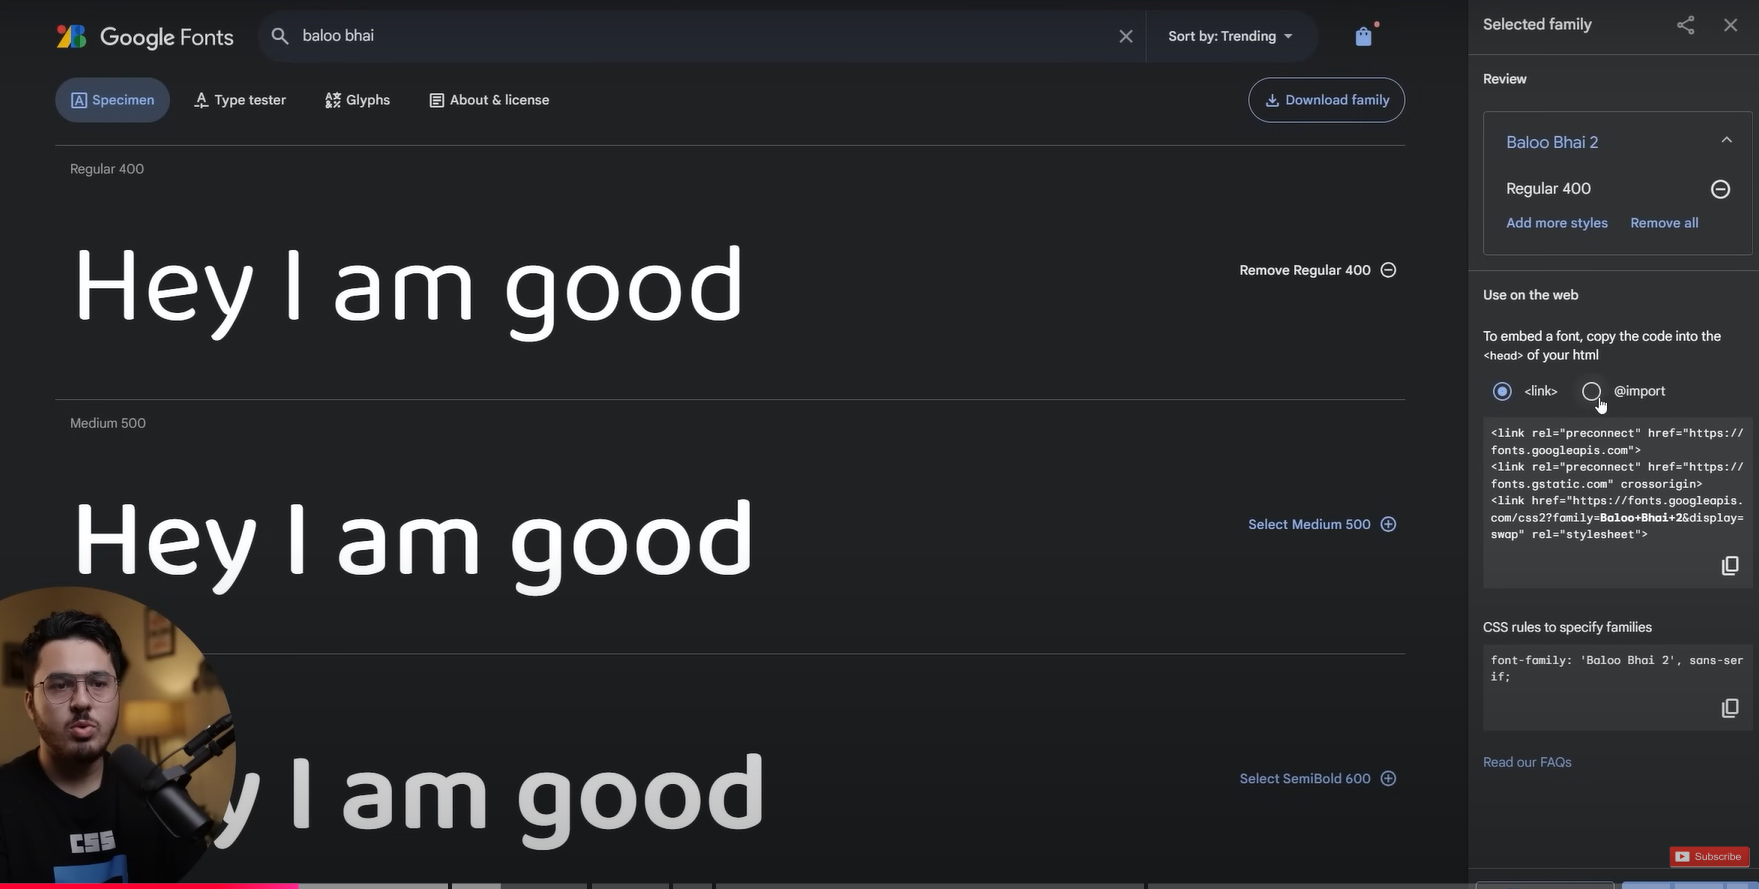 Google Fonts
baloo bhai
Sort by: Trending
Specimen
Type tester
Glyphs
About & license
Download family
Regular 400
Hey I am good
Remove Regular 400
Medium 500
Hey I am good
Select Medium 500
y I am good
Select SemiBold 600
CSS
Selected family
Review
Baloo Bhai 2
Regular 400
Add more styles
Remove all
Use on the web
To embed a font, copy the code into the
<head> of your html
<link>
@import
<link rel="preconnect" href="https://
fonts.googleapis.com">
<link rel="preconnect" href="https://
fonts.gstatic.com" crossorigin>
<link href="https://fonts.googleapis.
com/css2?family=Baloo+Bhai+2&display=
swap" rel="stylesheet">
CSS rules to specify families
font-family: 'Baloo Bhai 2', sans-ser
if;
Read our FAQs
Subscribe